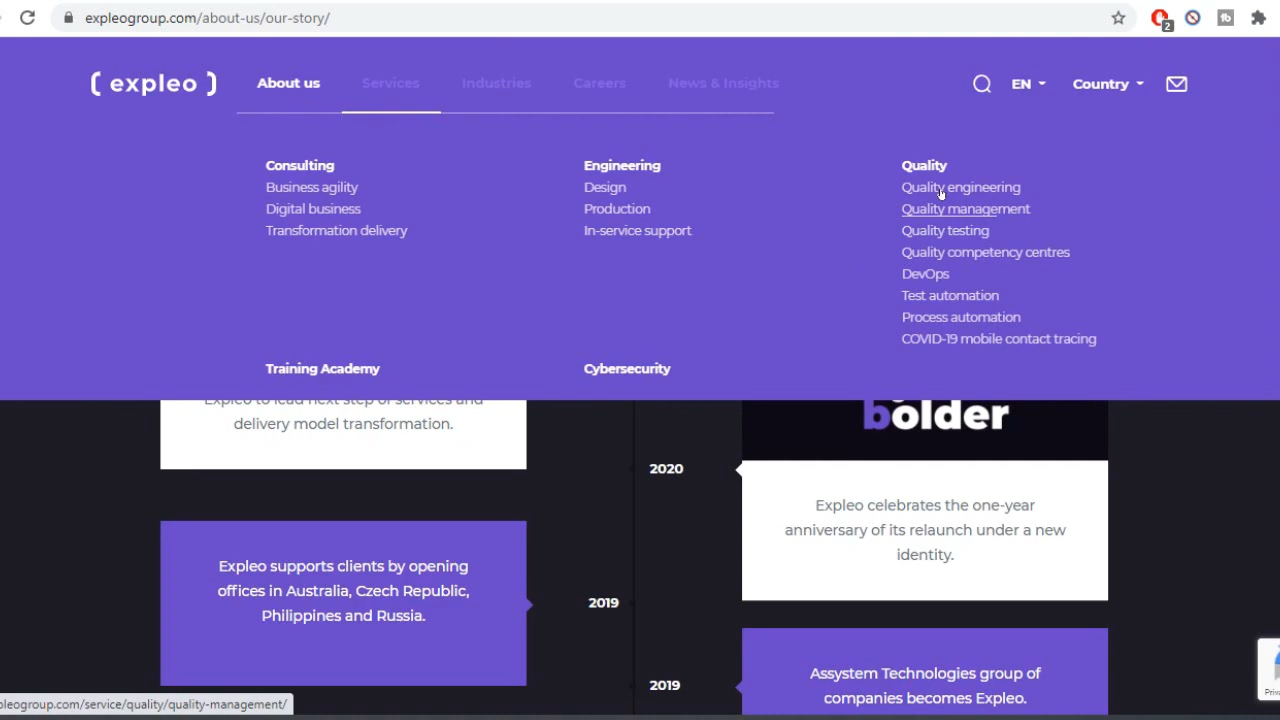 expleogroup.com/about-us/our-story/
2
( expleo )
About us Services Industries Careers News & Insights
EN
Country
Consulting
Business agility
Digital business
Transformation delivery
Engineering
Design
Production
In-service support
Quality
Quality engineering
Quality management
Quality testing
Quality competency centres
DevOps
Test automation
Process automation
COVID-19 mobile contact tracing
Training Academy
Cybersecurity
Expleo to lead next step of services and
delivery model transformation.
bolder
2020
Expleo celebrates the one-year
anniversary of its relaunch under a new
identity.
Expleo supports clients by opening
offices in Australia, Czech Republic,
Philippines and Russia.
2019
2019
Assystem Technologies group of
companies becomes Expleo.
pleogroup.com/service/quality/quality-management/